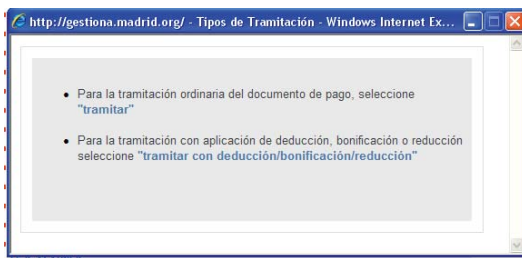 http://gestiona.madrid.org/ - Tipos de Tramitación - Windows Internet Ex...
Para la tramitación ordinaria del documento de pago, seleccione
"tramitar"
Para la tramitación con aplicación de deducción, bonificación o reducción
seleccione "tramitar con deducción/bonificación/reducción"